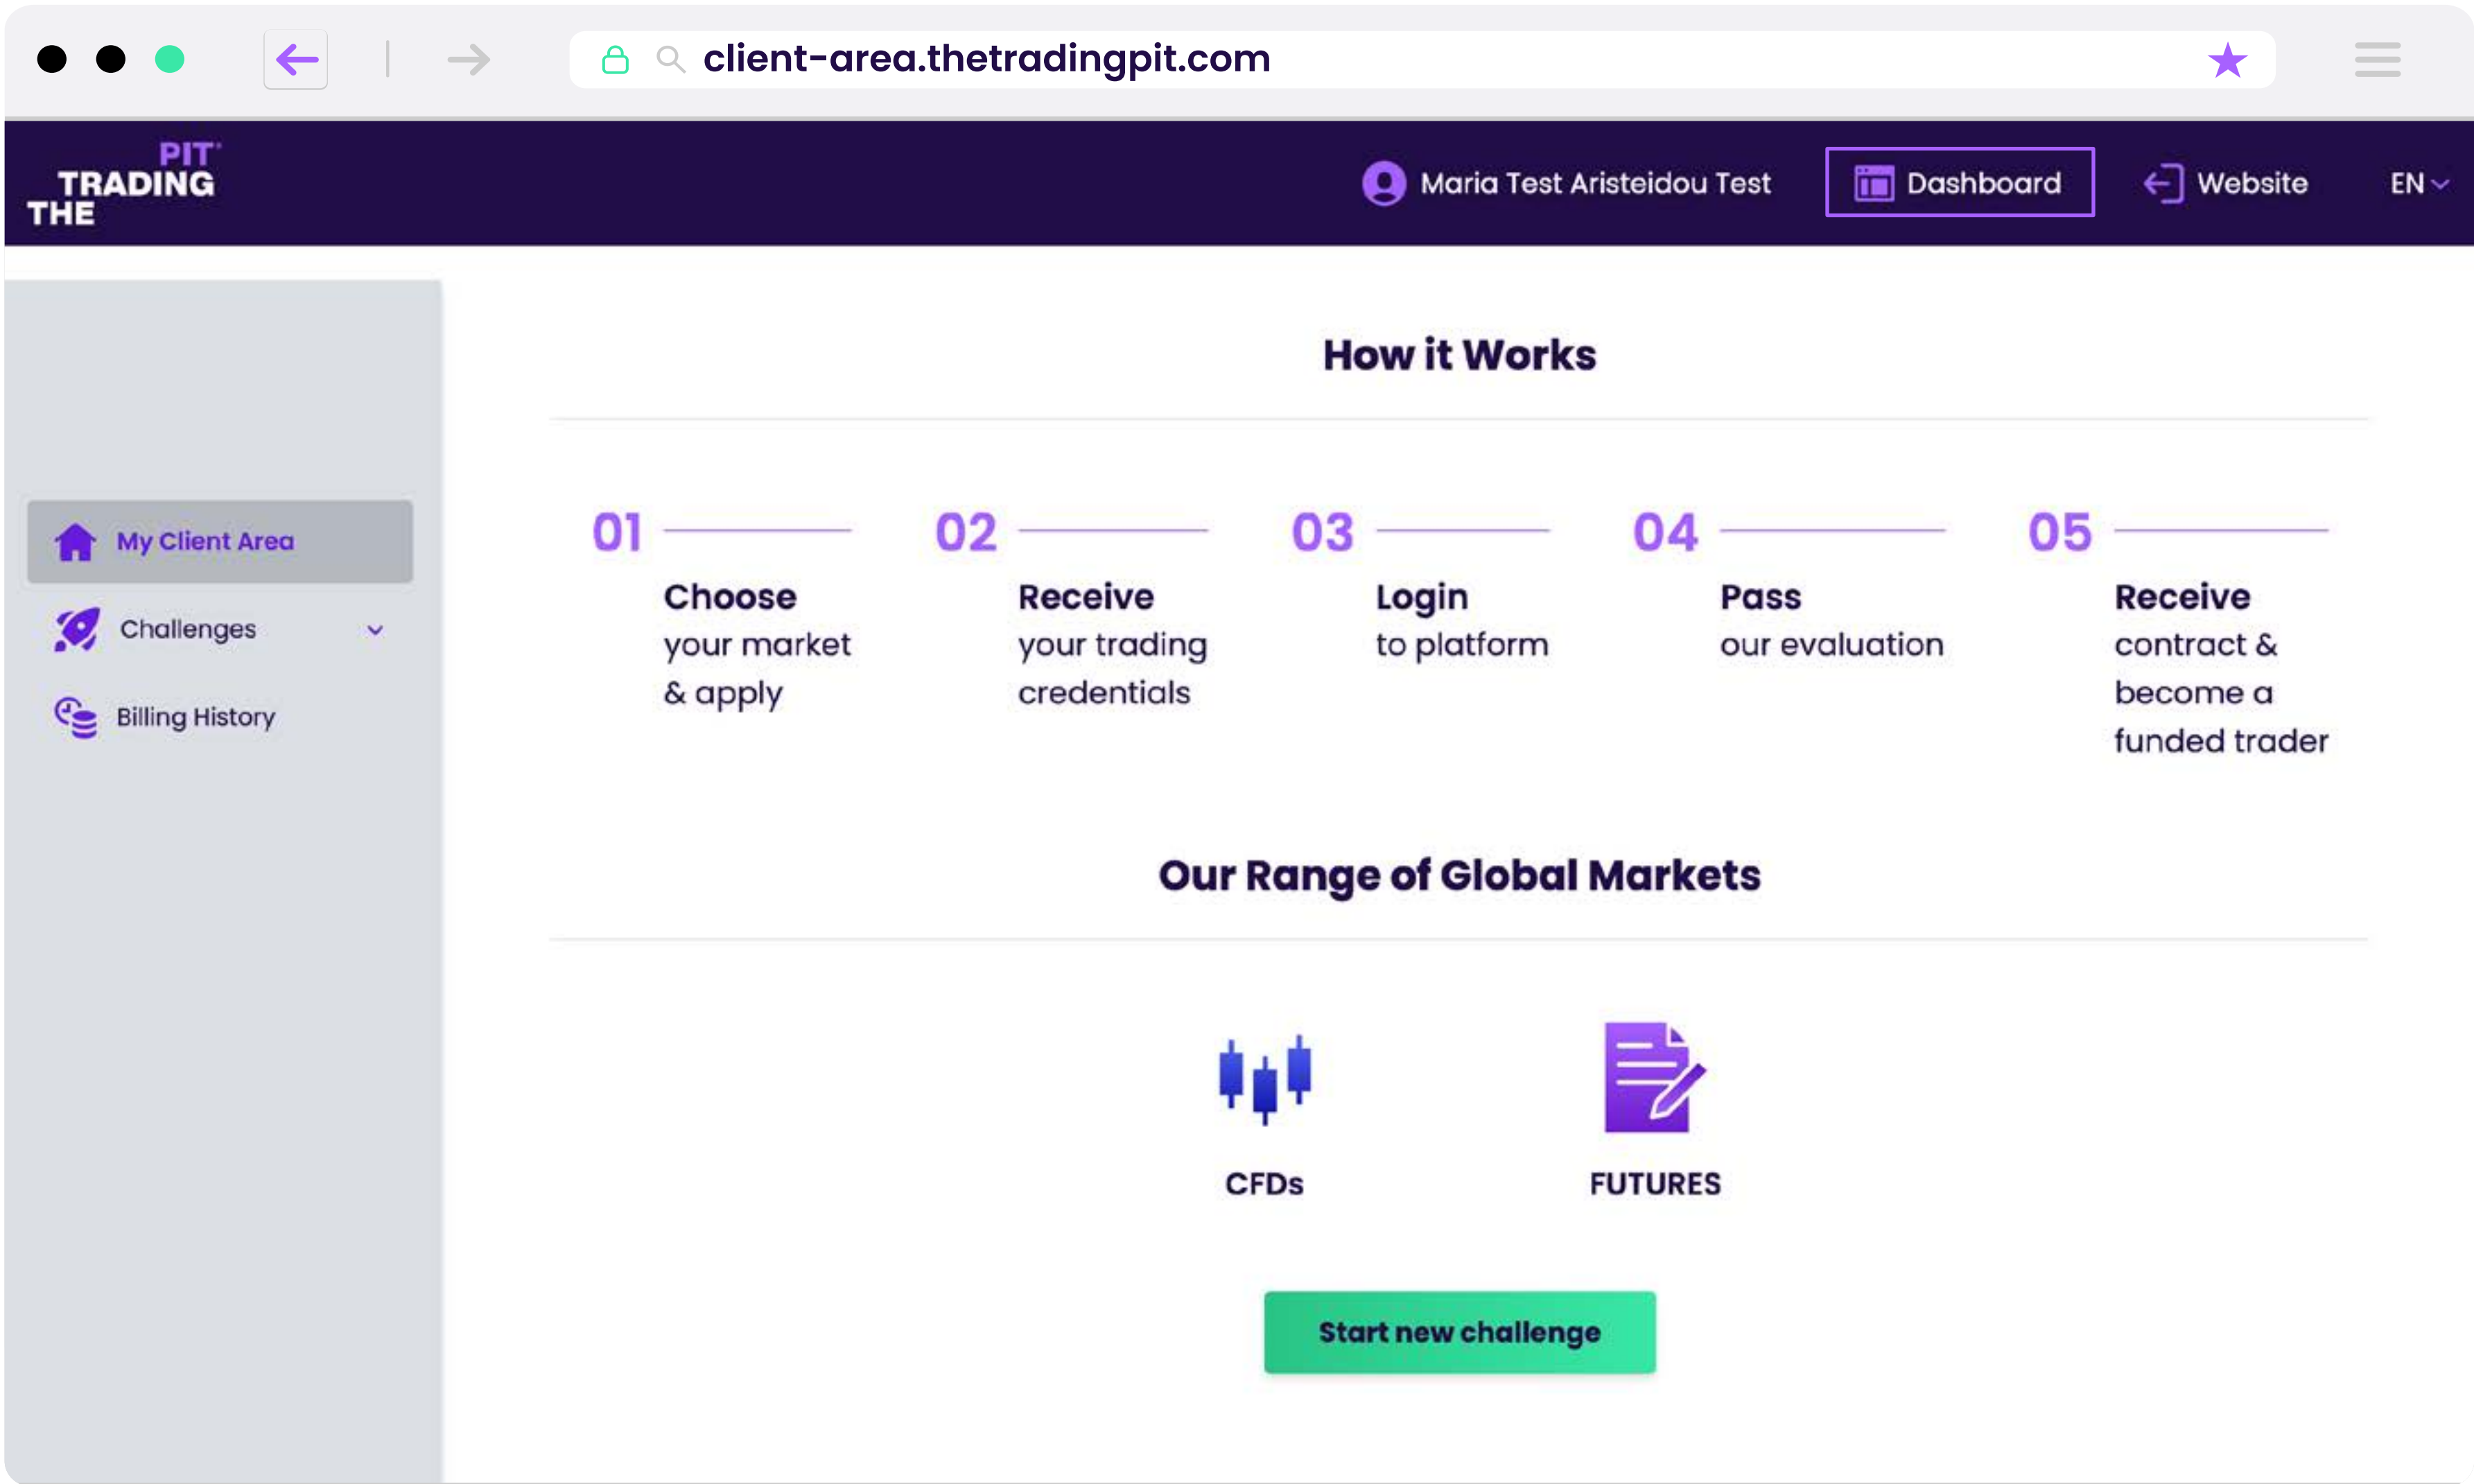 client-area.thetradingpit.com
PIT
TRADING
THE
Maria Test Aristeidou Test
Dashboard
Website
EN
My Client Area
Challenges
Billing History
How it Works
01
Choose
your market
& apply
02
Receive
your trading
credentials
03
Login
to platform
04
Pass
our evaluation
05
Receive
contract &
become a
funded trader
Our Range of Global Markets
CFDs
FUTURES
Start new challenge